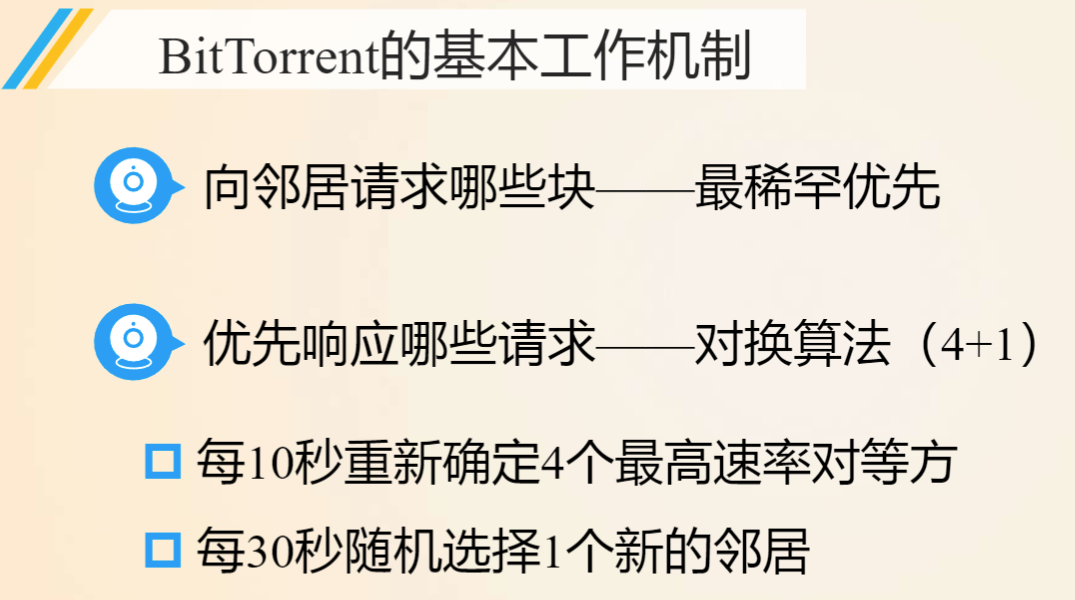 BitTorrent的基本工作机制
向邻居请求哪些块——最稀罕优先
优先响应哪些请求——对换算法（4+1）
每10秒重新确定4个最高速率对等方
每30秒随机选择1个新的邻居